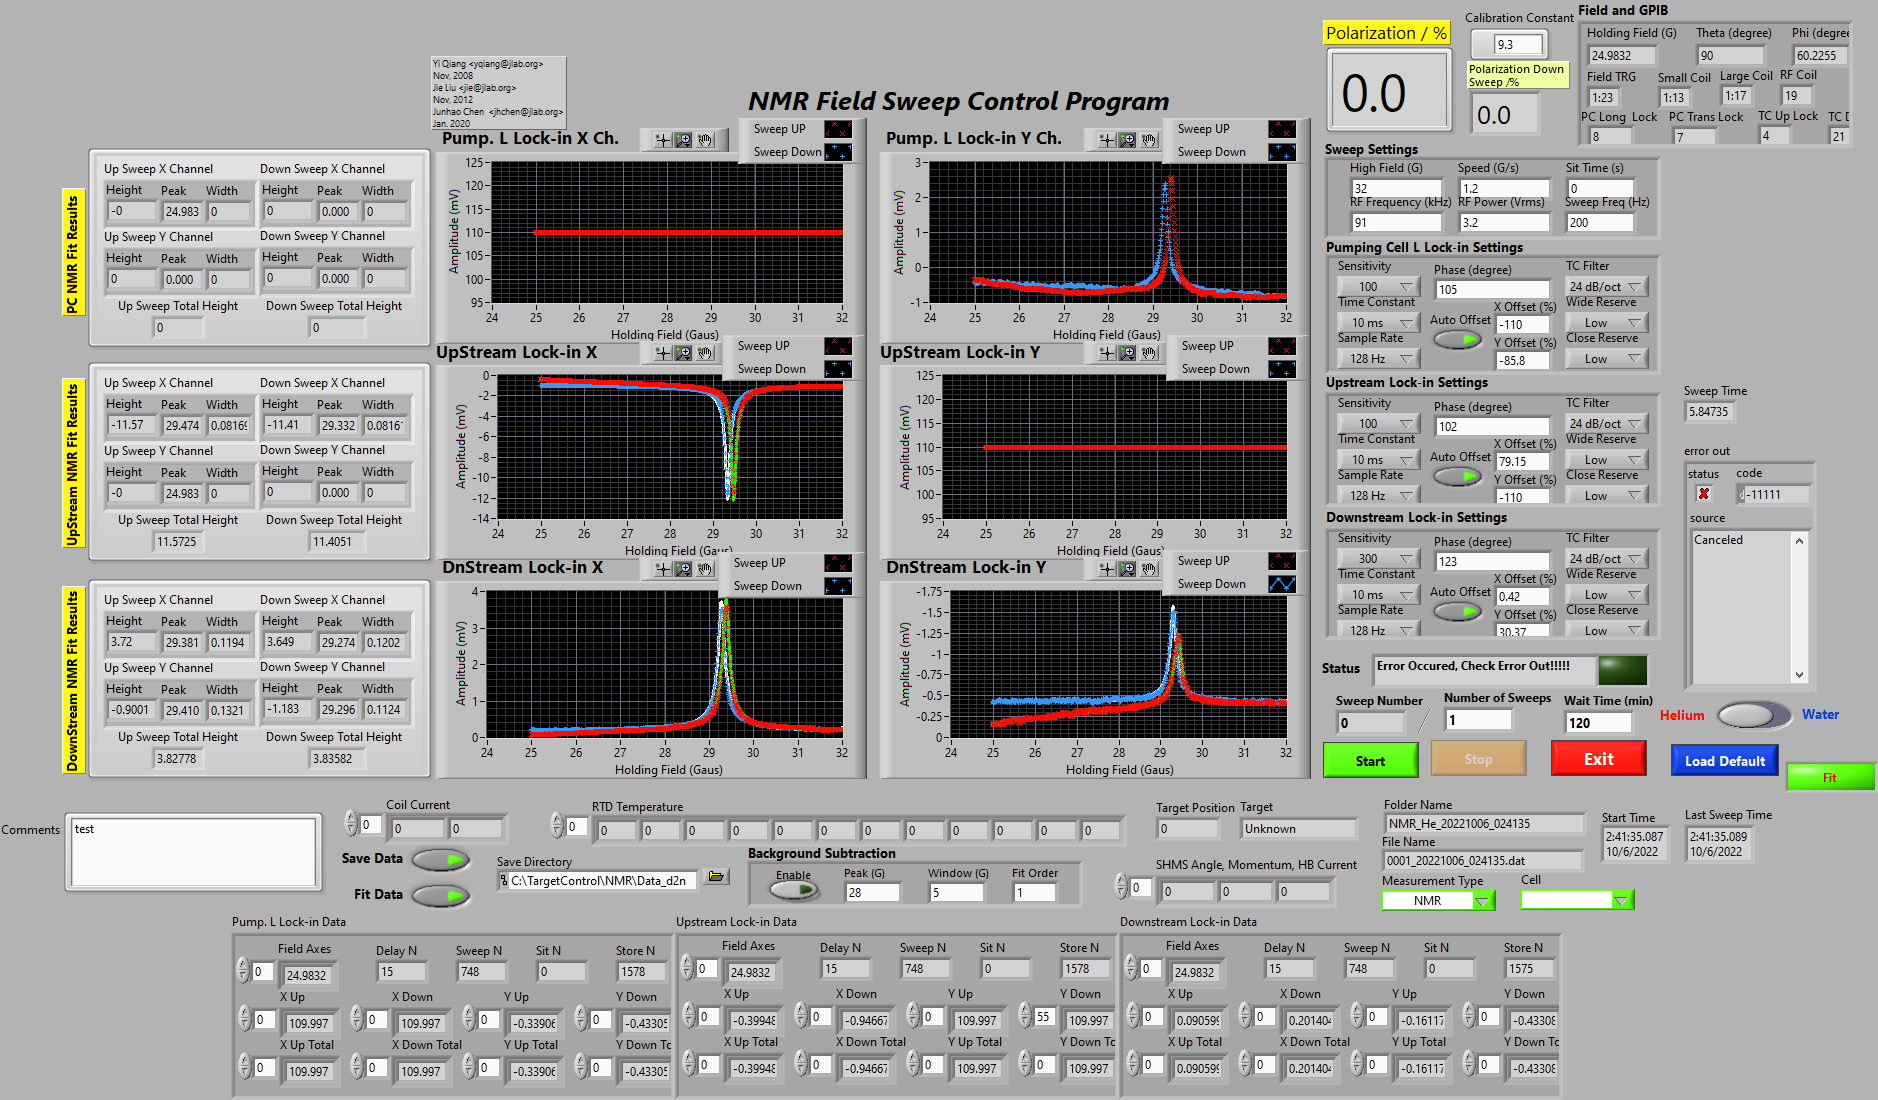 Yi Qiang <yqiang@jlab.org>
Nov, 2008
Jie Liu <jie@jlab.org>
Nov, 2012
Junhao Chen <jhchen@jlab.org>
Jan. 2020
NMR Field Sweep Control Program
Polarization / %
0.0
Calibration Constant
9.3
Polarization Down
Sweep /%
0.0
Field and GPIB
Holding Field (G) Theta (degree) Phi (degree
24.9832 90 60.2255
Field TRG Small Coil Large Coil RF Coil
1:23 1:13 1:17 19
PC Long Lock PC Trans Lock TC Up Lock
8 7 4 21
PC NMR Fit Results
Up Sweep X Channel Down Sweep X Channel
Height Peak Width Height Peak Width
-0 24.983 0 0 0.000 0
Up Sweep Y Channel Down Sweep Y Channel
Height Peak Width Height Peak Width
0 0.000 0 0 0.000 0
Up Sweep Total Height Down Sweep Total Height
0 0
Pump. L Lock-in X Ch.
Sweep UP
Sweep Down
Amplitude (mV)
125
120
115
110
105
100
95
24 25 26 27 28 29 30 31 32
Holding Field (Gaus)
Pump. L Lock-in Y Ch.
Sweep UP
Sweep Down
Amplitude (mV)
3
2
1
0
-1
24 25 26 27 28 29 30 31 32
Holding Field (Gaus)
UpStream NMR Fit Results
Up Sweep X Channel Down Sweep X Channel
Height Peak Width Height Peak Width
-11.57 29.474 0.0816 -11.41 29.332 0.0816
Up Sweep Y Channel Down Sweep Y Channel
Height Peak Width Height Peak Width
-0 24.983 0 0 0.000 0
Up Sweep Total Height Down Sweep Total Height
11.5725 11.4051
UpStream Lock-in X
Sweep UP
Sweep Down
Amplitude (mV)
0
-2
-4
-6
-8
-10
-12
-14
24 25 26 27 28 29 30 31 32
Holding Field (Gaus)
UpStream Lock-in Y
Sweep UP
Sweep Down
Amplitude (mV)
125
120
115
110
105
100
95
24 25 26 27 28 29 30 31 32
Holding Field (Gaus)
DownStream NMR Fit Results
Up Sweep X Channel Down Sweep X Channel
Height Peak Width Height Peak Width
3.72 29.381 0.1194 3.649 29.274 0.1202
Up Sweep Y Channel Down Sweep Y Channel
Height Peak Width Height Peak Width
-0.9001 29.410 0.1321 -1.183 29.296 0.1124
Up Sweep Total Height Down Sweep Total Height
3.82778 3.83582
DnStream Lock-in X
Sweep UP
Sweep Down
Amplitude (mV)
4
3
2
1
0
24 25 26 27 28 29 30 31 32
Holding Field (Gaus)
DnStream Lock-in Y
Sweep UP
Sweep Down
Amplitude (mV)
-1.75
-1.5
-1.25
-1
-0.75
-0.5
-0.25
0
24 25 26 27 28 29 30 31 32
Holding Field (Gaus)
Sweep Settings
High Field (G) Speed (G/s) Sit Time (s)
32 1.2 0
RF Frequency (kHz) RF Power (Vrms) Sweep Freq (Hz)
91 3.2 200
Pumping Cell L Lock-in Settings
Sensitivity Phase (degree) TC Filter
100 105 24 dB/oct
Time Constant X Offset (%) Wide Reserve
10 ms Auto Offset -110 Low
Sample Rate Y Offset (%) Close Reserve
128 Hz -85.8 Low
Upstream Lock-in Settings
Sensitivity Phase (degree) TC Filter
100 102 24 dB/oct
Time Constant X Offset (%) Wide Reserve
10 ms Auto Offset 79.15 Low
Sample Rate Y Offset (%) Close Reserve
128 Hz -110 Low
Downstream Lock-in Settings
Sensitivity Phase (degree) TC Filter
300 123 24 dB/oct
Time Constant X Offset (%) Wide Reserve
10 ms Auto Offset 0.42 Low
Sample Rate Y Offset (%) Close Reserve
128 Hz 30.37 Low
Sweep Time
5.84735
error out
status code
-11111
source
Canceled
Status Error Occured, Check Error Out!!!!!
Sweep Number Number of Sweeps Wait Time (min)
0 / 1 120
Helium Water
Start Stop Exit Load Default Fit
Comments test
Coil Current
0 0 0
RTD Temperature
0 0 0 0 0 0 0 0 0 0 0 0 0
Save Data
Fit Data
Save Directory
C:\TargetControl\NMR\Data_d2n
Background Subtraction
Enable Peak (G) Window (G) Fit Order
28 5 1
Target Position Target
0 Unknown
SHMS Angle, Momentum, HB Current
0 0 0 0
Folder Name
NMR_He_20221006_024135
File Name
0001_20221006_024135.dat
Measurement Type Cell
NMR
Start Time Last Sweep Time
2:41:35.087 2:41:35.089
10/6/2022 10/6/2022
Pump. L Lock-in Data
Field Axes Delay N Sweep N Sit N Store N
0 24.9832 15 748 0 1578
X Up X Down Y Up Y Down
0 109.997 0 109.997 0 -0.33906 0 -0.43305
X Up Total X Down Total Y Up Total Y Down To
0 109.997 0 109.997 0 -0.33906 0 -0.43305
Upstream Lock-in Data
Field Axes Delay N Sweep N Sit N Store N
0 24.9832 15 748 0 1578
X Up X Down Y Up Y Down
0 -0.39948 0 -0.94667 0 109.997 55 109.997
X Up Total X Down Total Y Up Total Y Down To
0 -0.39948 0 -0.94667 0 109.997 0 109.997
Downstream Lock-in Data
Field Axes Delay N Sweep N Sit N Store N
0 24.9832 15 748 0 1575
X Up X Down Y Up Y Down
0 0.09059 0 0.20140 0 -0.16117 0 -0.43308
X Up Total X Down Total Y Up Total Y Down To
0 0.09059 0 0.20140 0 -0.16117 0 -0.43308